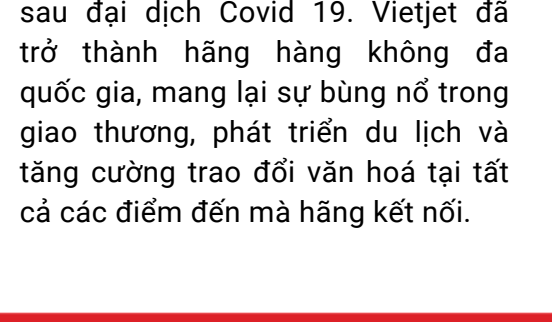 sau đại dịch Covid 19. Vietjet đã
trở thành hãng hàng không đa
quốc gia, mang lại sự bùng nổ trong
giao thương, phát triển du lịch và
tăng cường trao đổi văn hoá tại tất
cả các điểm đến mà hãng kết nối.